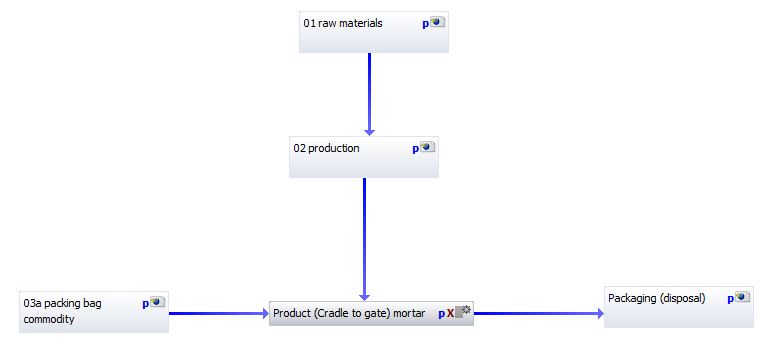 01 raw materials p
02 production p
03a packing bag p
commodity
Product (Cradle to gate) mortar p X
Packaging (disposal) p